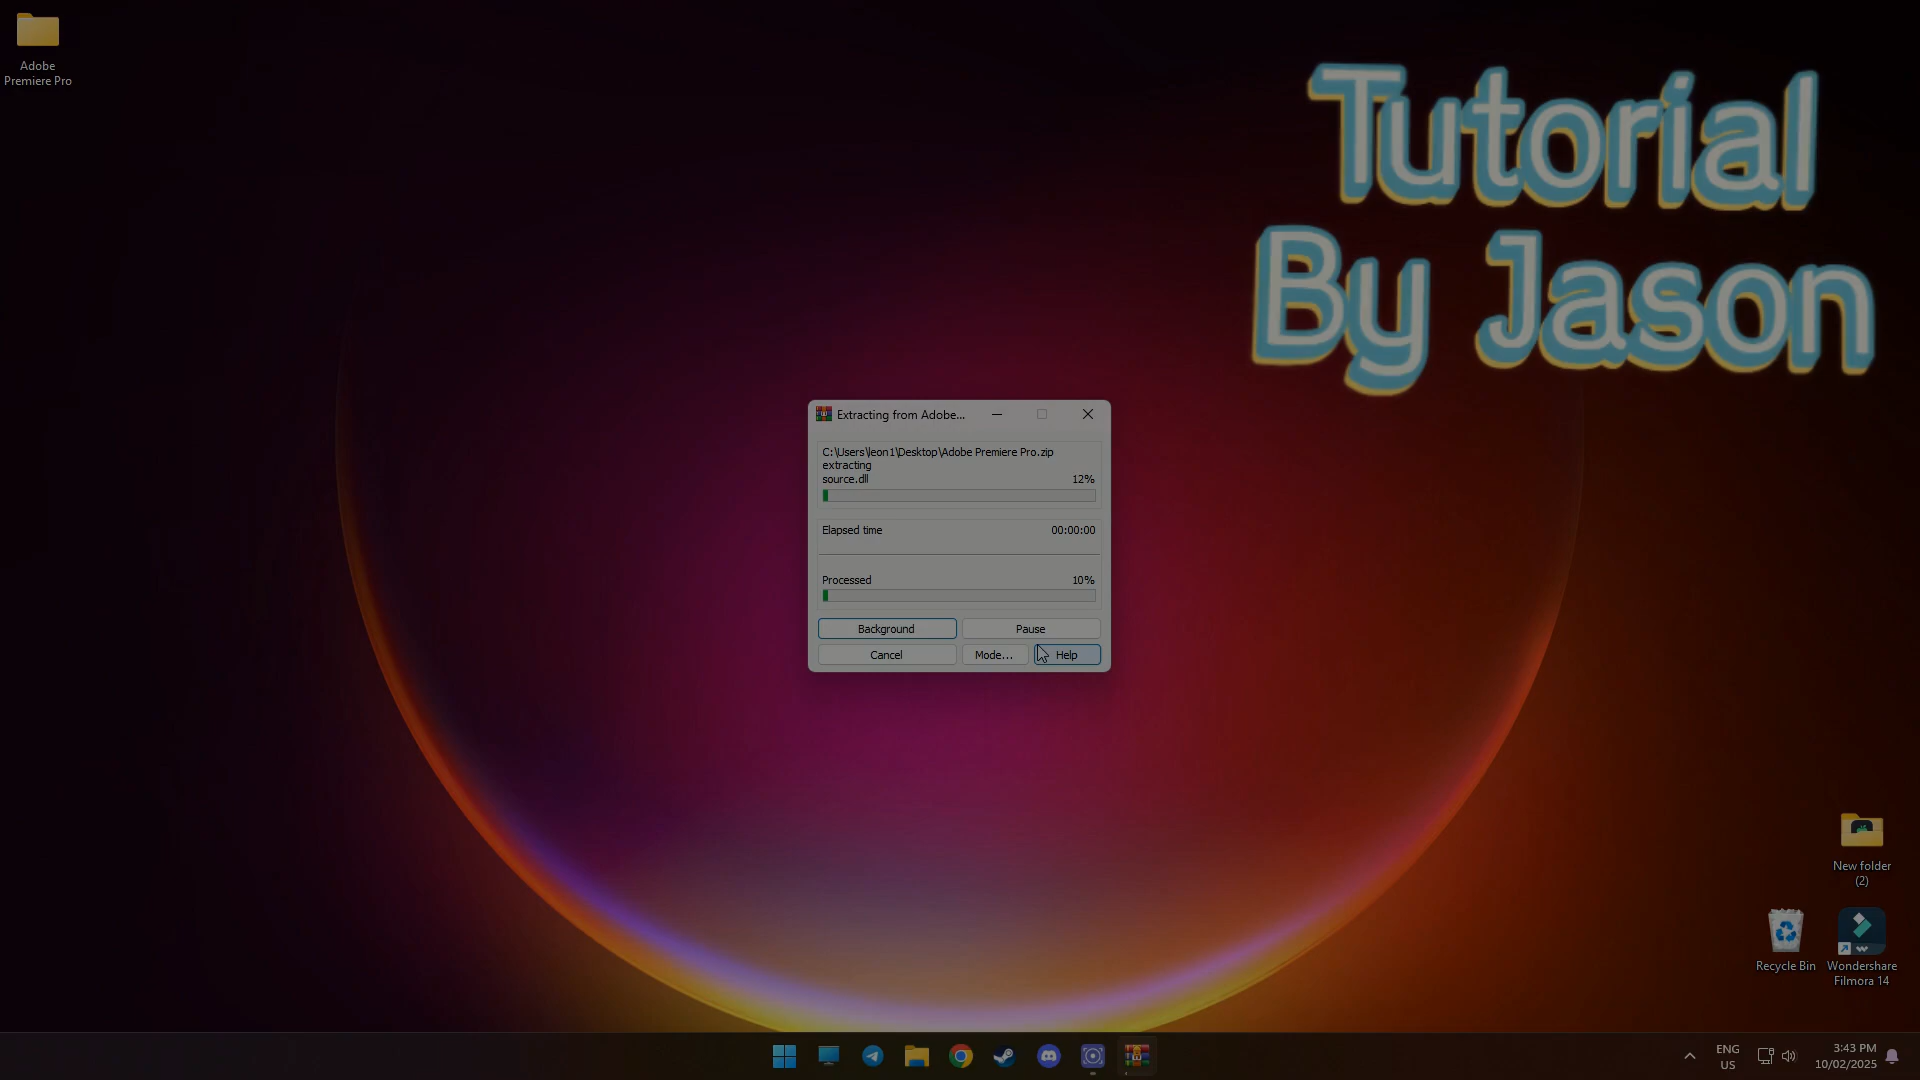 Adobe
Premiere Pro
Tutorial
By Jason
Extracting from Adobe...
C:\Users\leon1\Desktop\Adobe Premiere Pro.zip
extracting
source.dll 12%
Elapsed time 00:00:00
Processed 10%
Background Pause
Cancel Mode... Help
New folder
(2)
Recycle Bin
Wondershare
Filmora 14
ENG
US
3:43 PM
10/02/2025